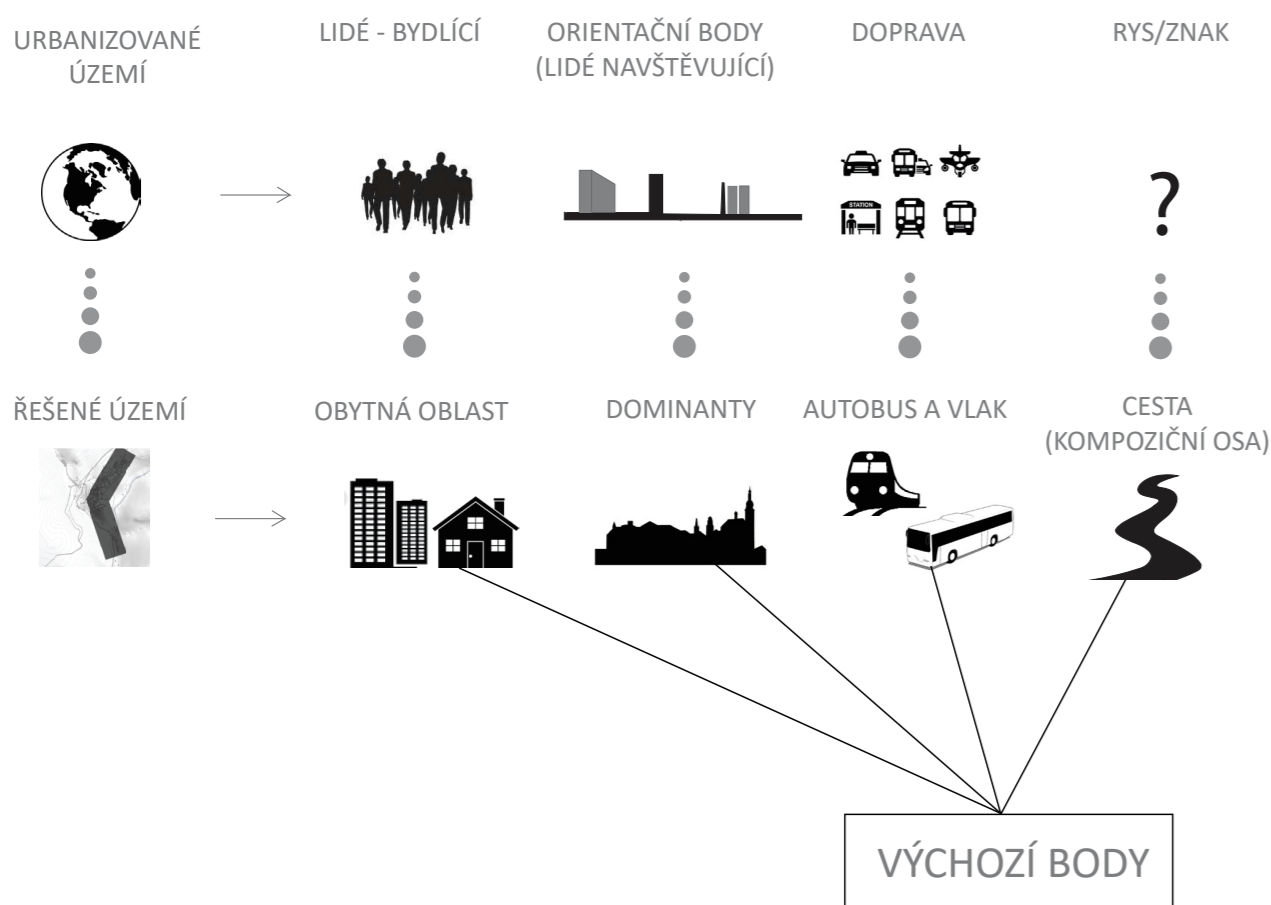 URBANIZOVANÉ
ÚZEMÍ
LIDÉ - BYDLÍCÍ
ORIENTAČNÍ BODY
(LIDÉ NAVŠTĚVUJÍCÍ)
DOPRAVA
RYS/ZNAK
STATION
?
ŘEŠENÉ ÚZEMÍ
OBYTNÁ OBLAST
DOMINANTY
AUTOBUS A VLAK
CESTA
(KOMPOZIČNÍ OSA)
VÝCHOZÍ BODY